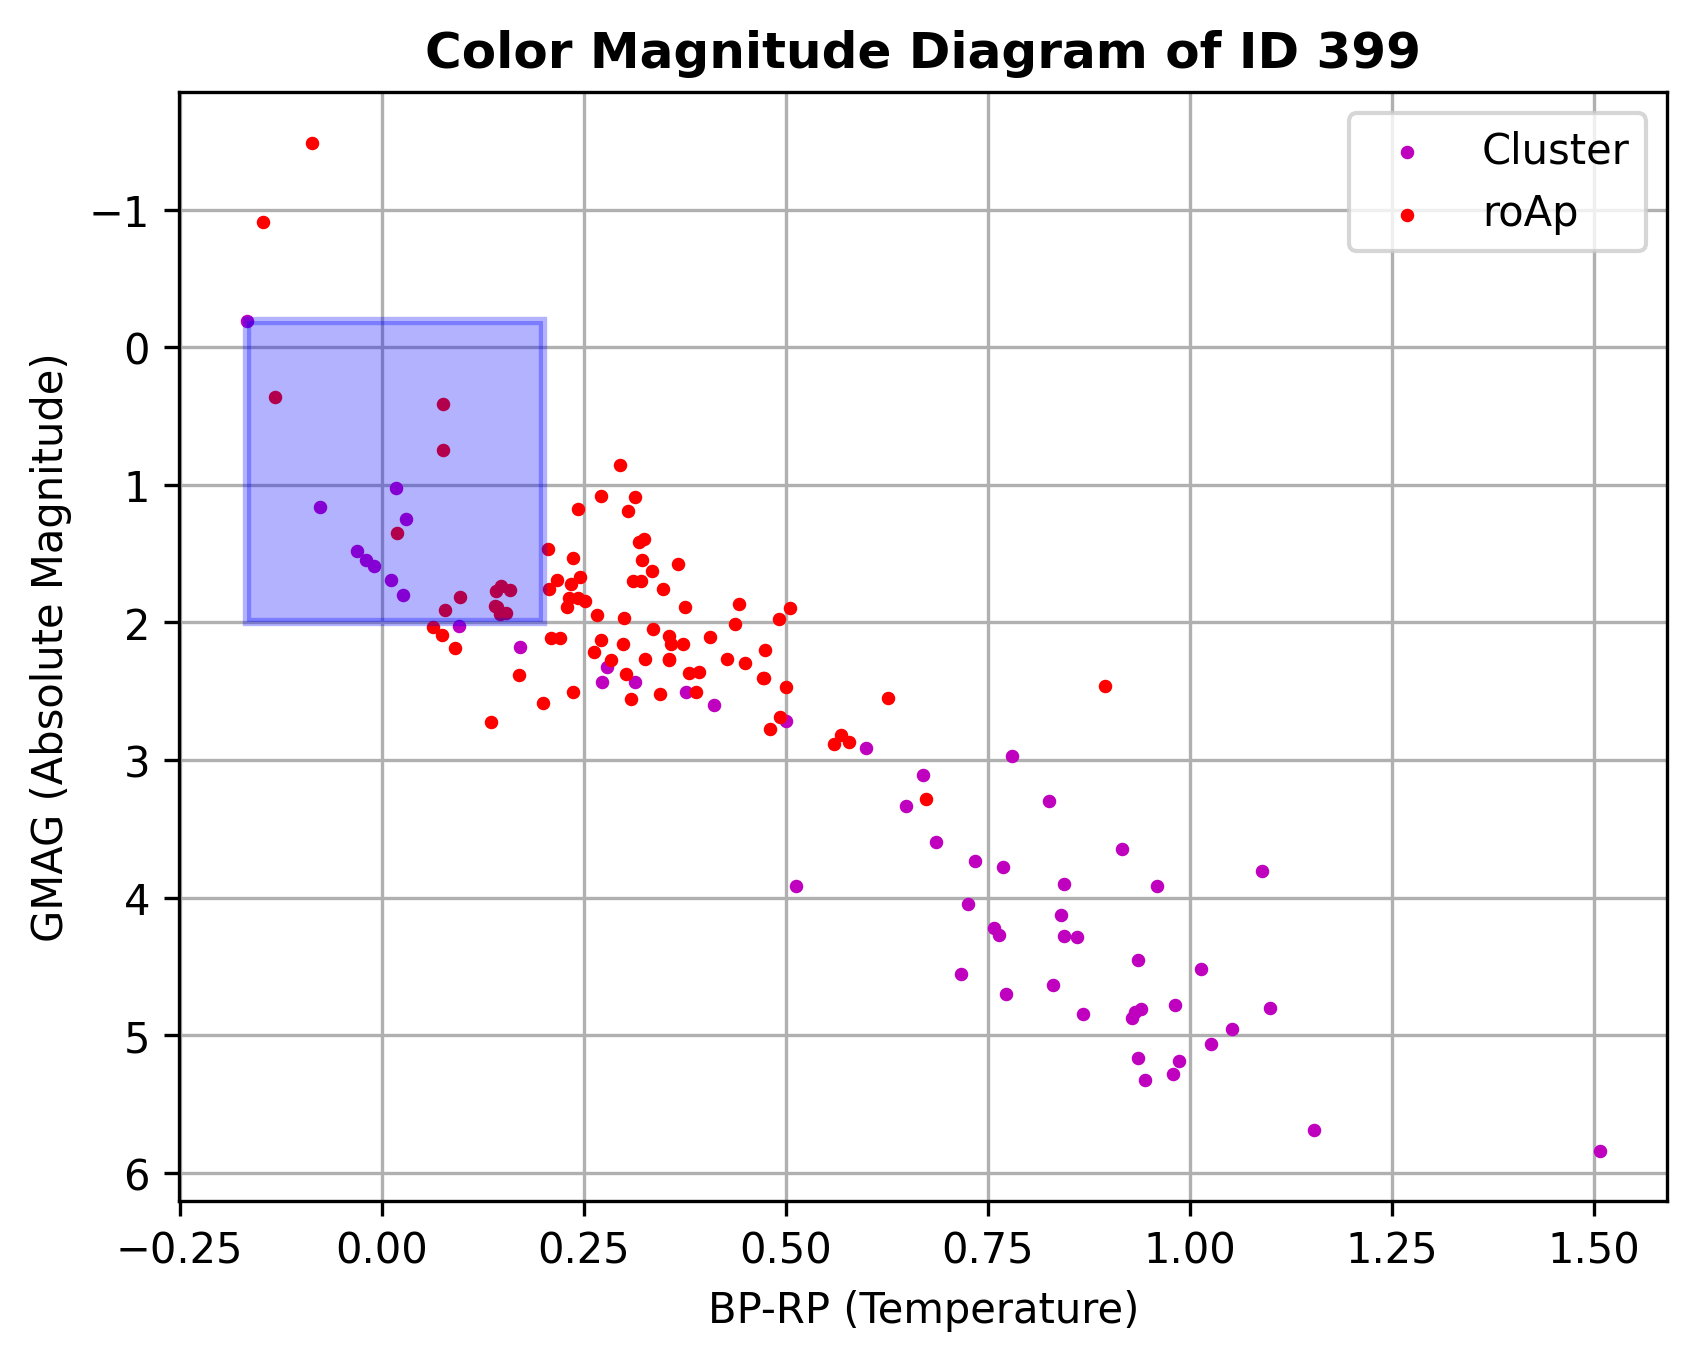 Color Magnitude Diagram of ID 399
Cluster
roAp
−1
0
1
2
3
4
5
6
GMAG (Absolute Magnitude)
−0.25 0.00 0.25 0.50 0.75 1.00 1.25 1.50
BP-RP (Temperature)